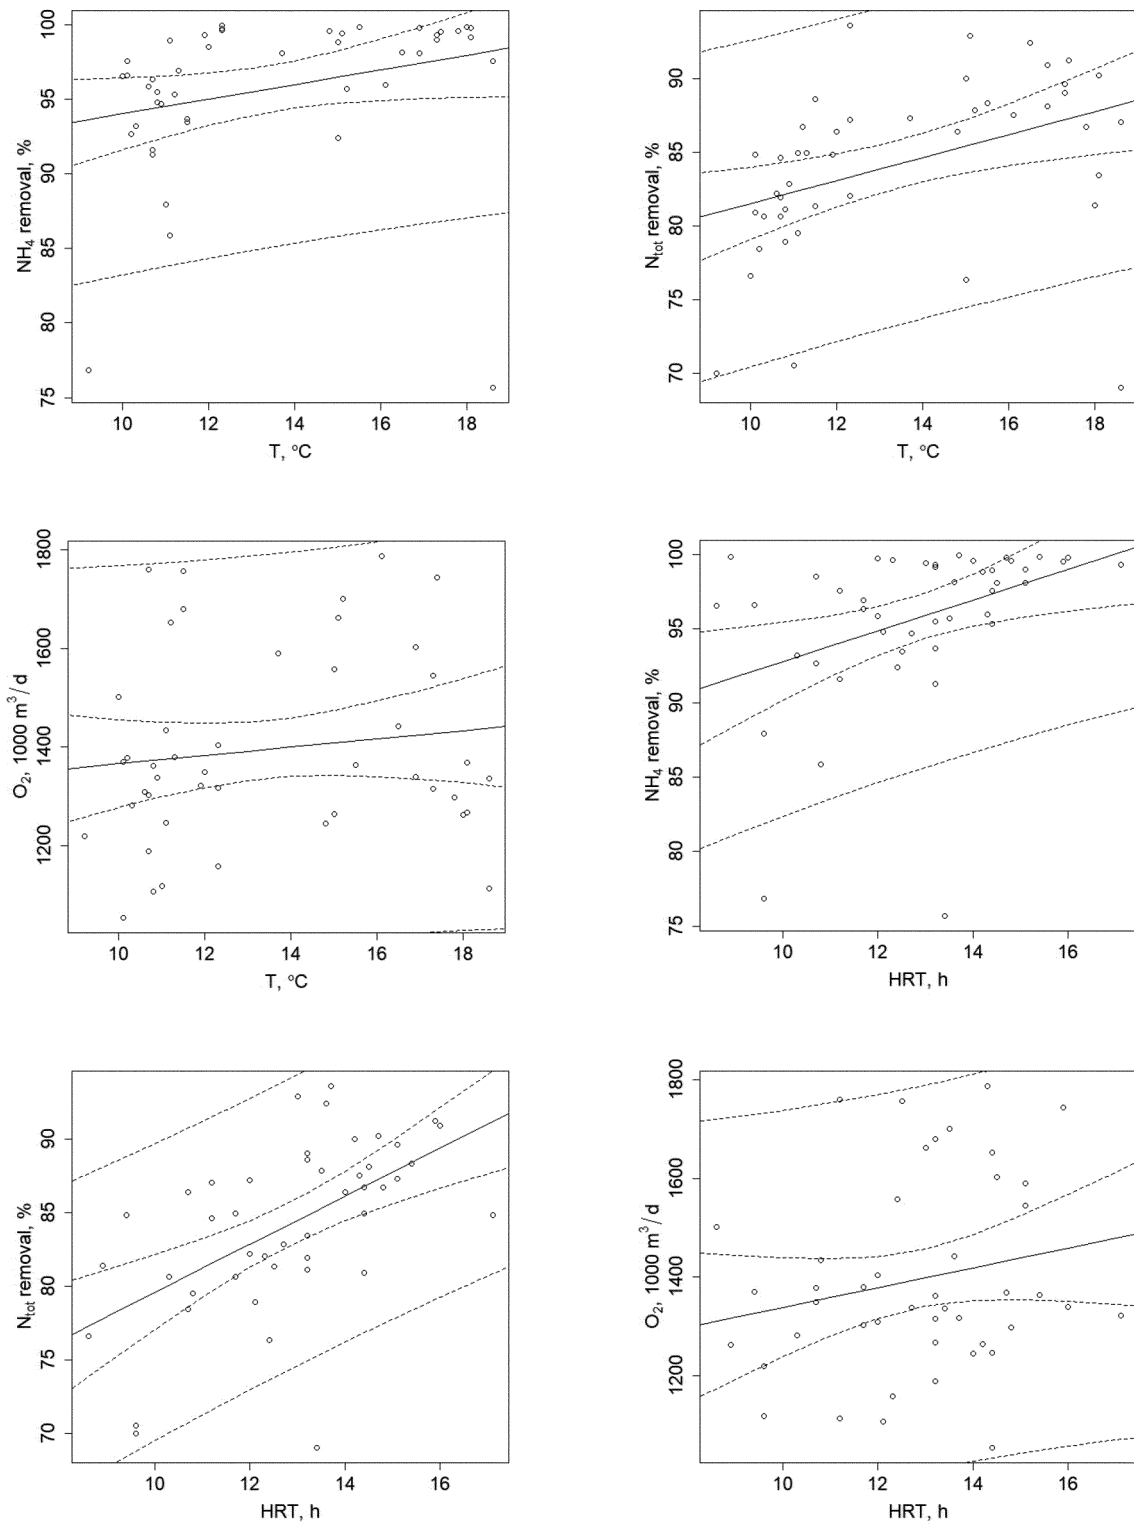 NH₄ removal, %
100
95
90
85
80
75
10 12 14 16 18
T, °C
Nₜₒₜ removal, %
90
85
80
75
70
10 12 14 16 18
T, °C
O₂, 1000 m³/d
1800
1600
1400
1200
10 12 14 16 18
T, °C
NH₄ removal, %
100
95
90
85
80
75
10 12 14 16
HRT, h
Nₜₒₜ removal, %
90
85
80
75
70
10 12 14 16
HRT, h
O₂, 1000 m³/d
1800
1600
1400
1200
10 12 14 16
HRT, h